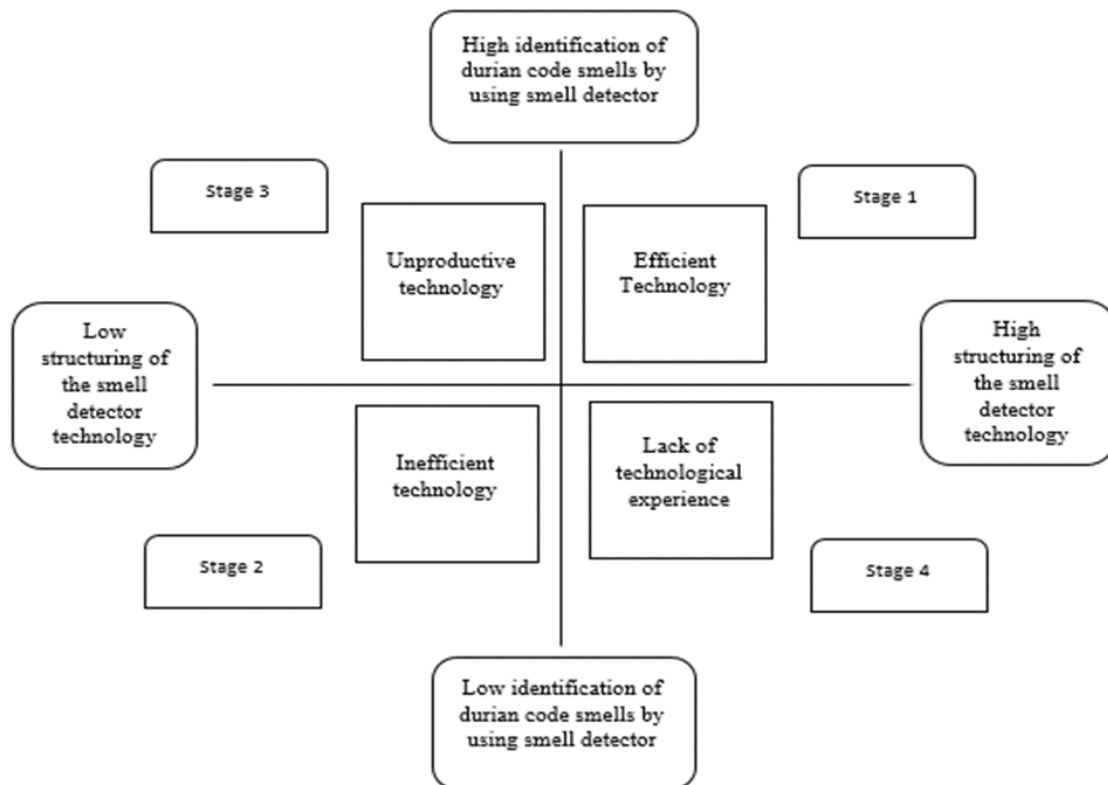 High identification of
durian code smells by
using smell detector
Stage 3
Stage 1
Unproductive
technology
Efficient
Technology
Low
structuring of
the smell
detector
technology
High
structuring of
the smell
detector
technology
Inefficient
technology
Lack of
technological
experience
Stage 2
Stage 4
Low identification of
durian code smells by
using smell detector